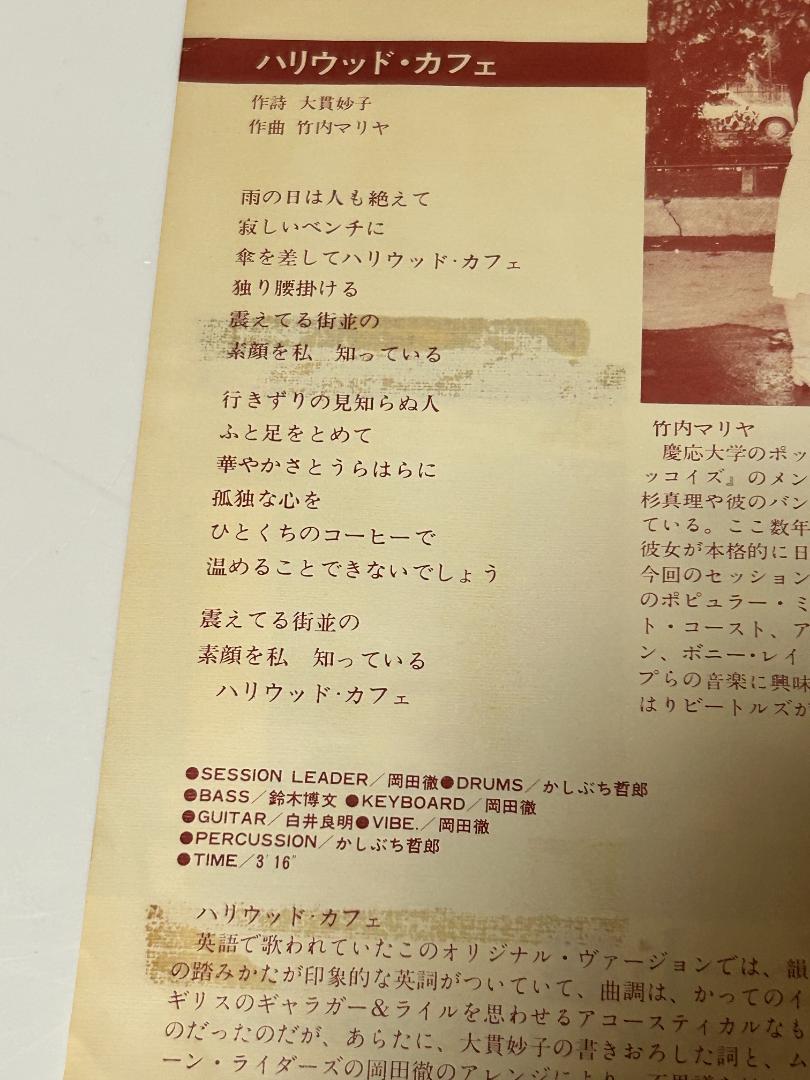 ハリウッド・カフェ
作詩 大貫妙子
作曲 竹内マリヤ
雨の日は人も絶えて
寂しいベンチに
傘を差してハリウッド・カフェ
独り腰掛ける
震えてる街並の
素顔を私　知っている
行きずりの見知らぬ人
ふと足をとめて
華やかさとうらはらに
孤独な心を
ひとくちのコーヒーで
温めることできないでしょう
震えてる街並の
素顔を私　知っている
ハリウッド・カフェ
●SESSION LEADER／岡田徹●DRUMS／かしぶち哲郎
●BASS／鈴木博文 ●KEYBOARD／岡田徹
●GUITAR／白井良明●VIBE.／岡田徹
●PERCUSSION／かしぶち哲郎
●TIME／3′16″
ハリウッド・カフェ
英語で歌われていたこのオリジナル・ヴァージョンでは、韻
の踏みかたが印象的な英詞がついていて、曲調は、かってのイ
ギリスのギャラガー&ライルを思わせるアコースティカルなも
のだったのだが、あらたに、大貫妙子の書きおろした詞と、ム
ーン・ライダーズの岡田徹のアレンジにより、
竹内マリヤ
慶応大学のポッ
ッコイズ』のメン
杉真理や彼のバン
ている。ここ数年
彼女が本格的に日
今回のセッション
のポピュラー・ミ
ト・コースト、ア
ン、ボニー・レイ
プらの音楽に興味
はりビートルズが